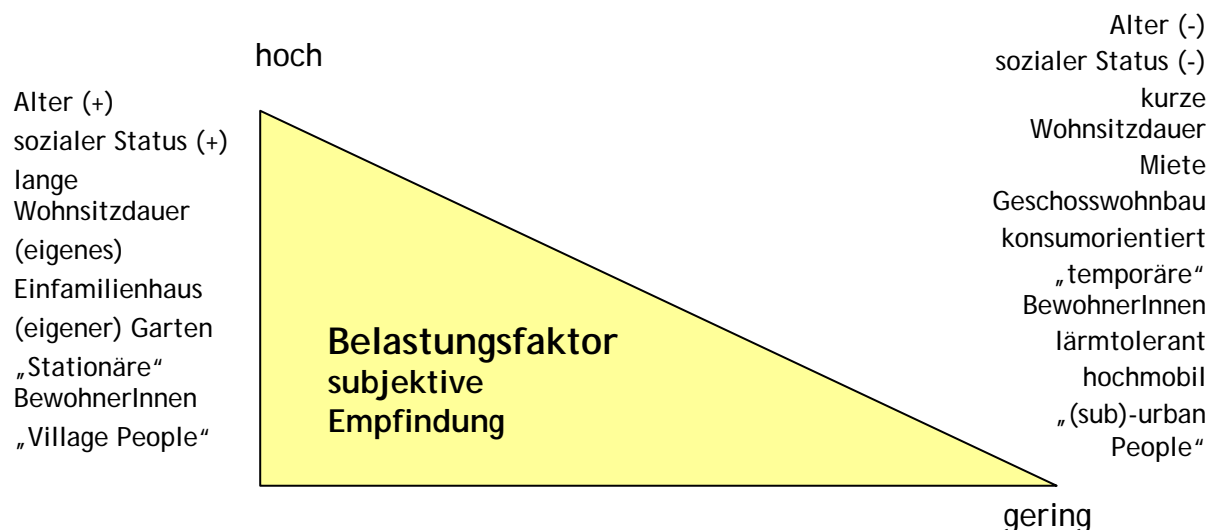 hoch
Alter (+)
sozialer Status (+)
lange
Wohnsitzdauer
(eigenes)
Einfamilienhaus
(eigener) Garten
„Stationäre“
BewohnerInnen
„Village People“
Belastungsfaktor
subjektive
Empfindung
Alter (-)
sozialer Status (-)
kurze
Wohnsitzdauer
Miete
Geschosswohnbau
konsumorientiert
„temporäre“
BewohnerInnen
lärmtolerant
hochmobil
„(sub)-urban
People“
gering